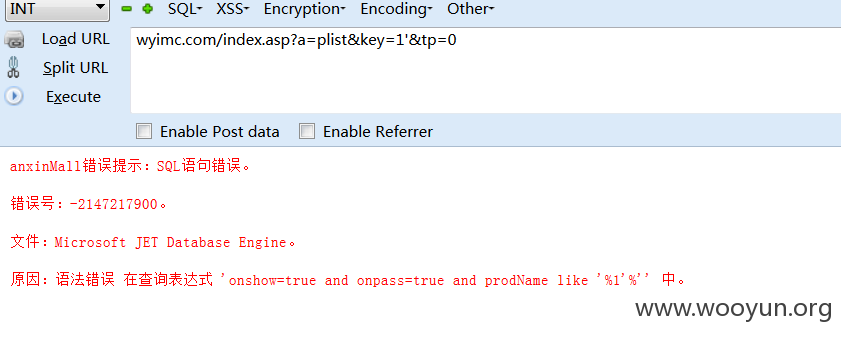 INT SQL- XSS- Encryption- Encoding- Other-
Load URL
wyimc.com/index.asp?a=plist&key=1'&tp=0
Split URL
Execute
Enable Post data Enable Referrer
anxinMall错误提示：SQL语句错误。
错误号：-2147217900。
文件：Microsoft JET Database Engine。
原因：语法错误 在查询表达式 'onshow=true and onpass=true and prodName like '%1'%'' 中。
www.wooyun.org